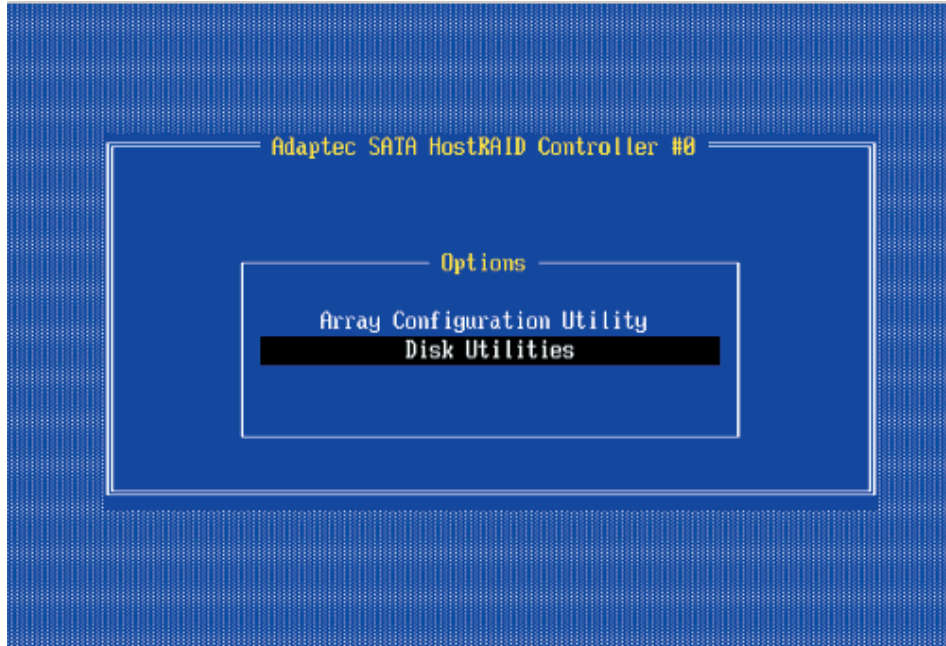 Adaptec SATA HostRAID Controller #0
Options
Array Configuration Utility
Disk Utilities